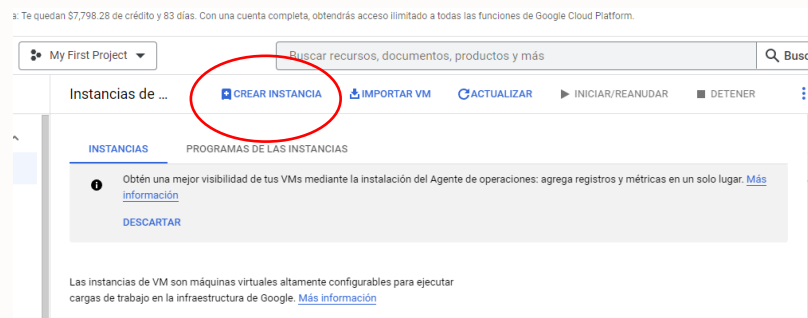 a: Te quedan $7,798.28 de crédito y 83 días. Con una cuenta completa, obtendrás acceso ilimitado a todas las funciones de Google Cloud Platform.
My First Project
Buscar recursos, documentos, productos y más
Busc
Instancias de ...
CREAR INSTANCIA
IMPORTAR VM
ACTUALIZAR
INICIAR/REANUDAR
DETENER
INSTANCIAS
PROGRAMAS DE LAS INSTANCIAS
Obtén una mejor visibilidad de tus VMs mediante la instalación del Agente de operaciones: agrega registros y métricas en un solo lugar. Más
información
DESCARTAR
Las instancias de VM son máquinas virtuales altamente configurables para ejecutar
cargas de trabajo en la infraestructura de Google. Más información